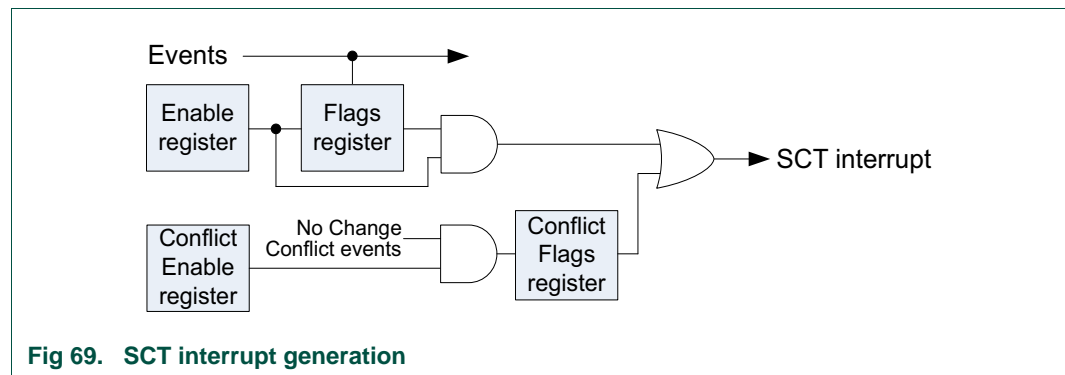 Events
Enable
register
Flags
register
SCT interrupt
No Change
Conflict events
Conflict
Enable
register
Conflict
Flags
register
Fig 69. SCT interrupt generation